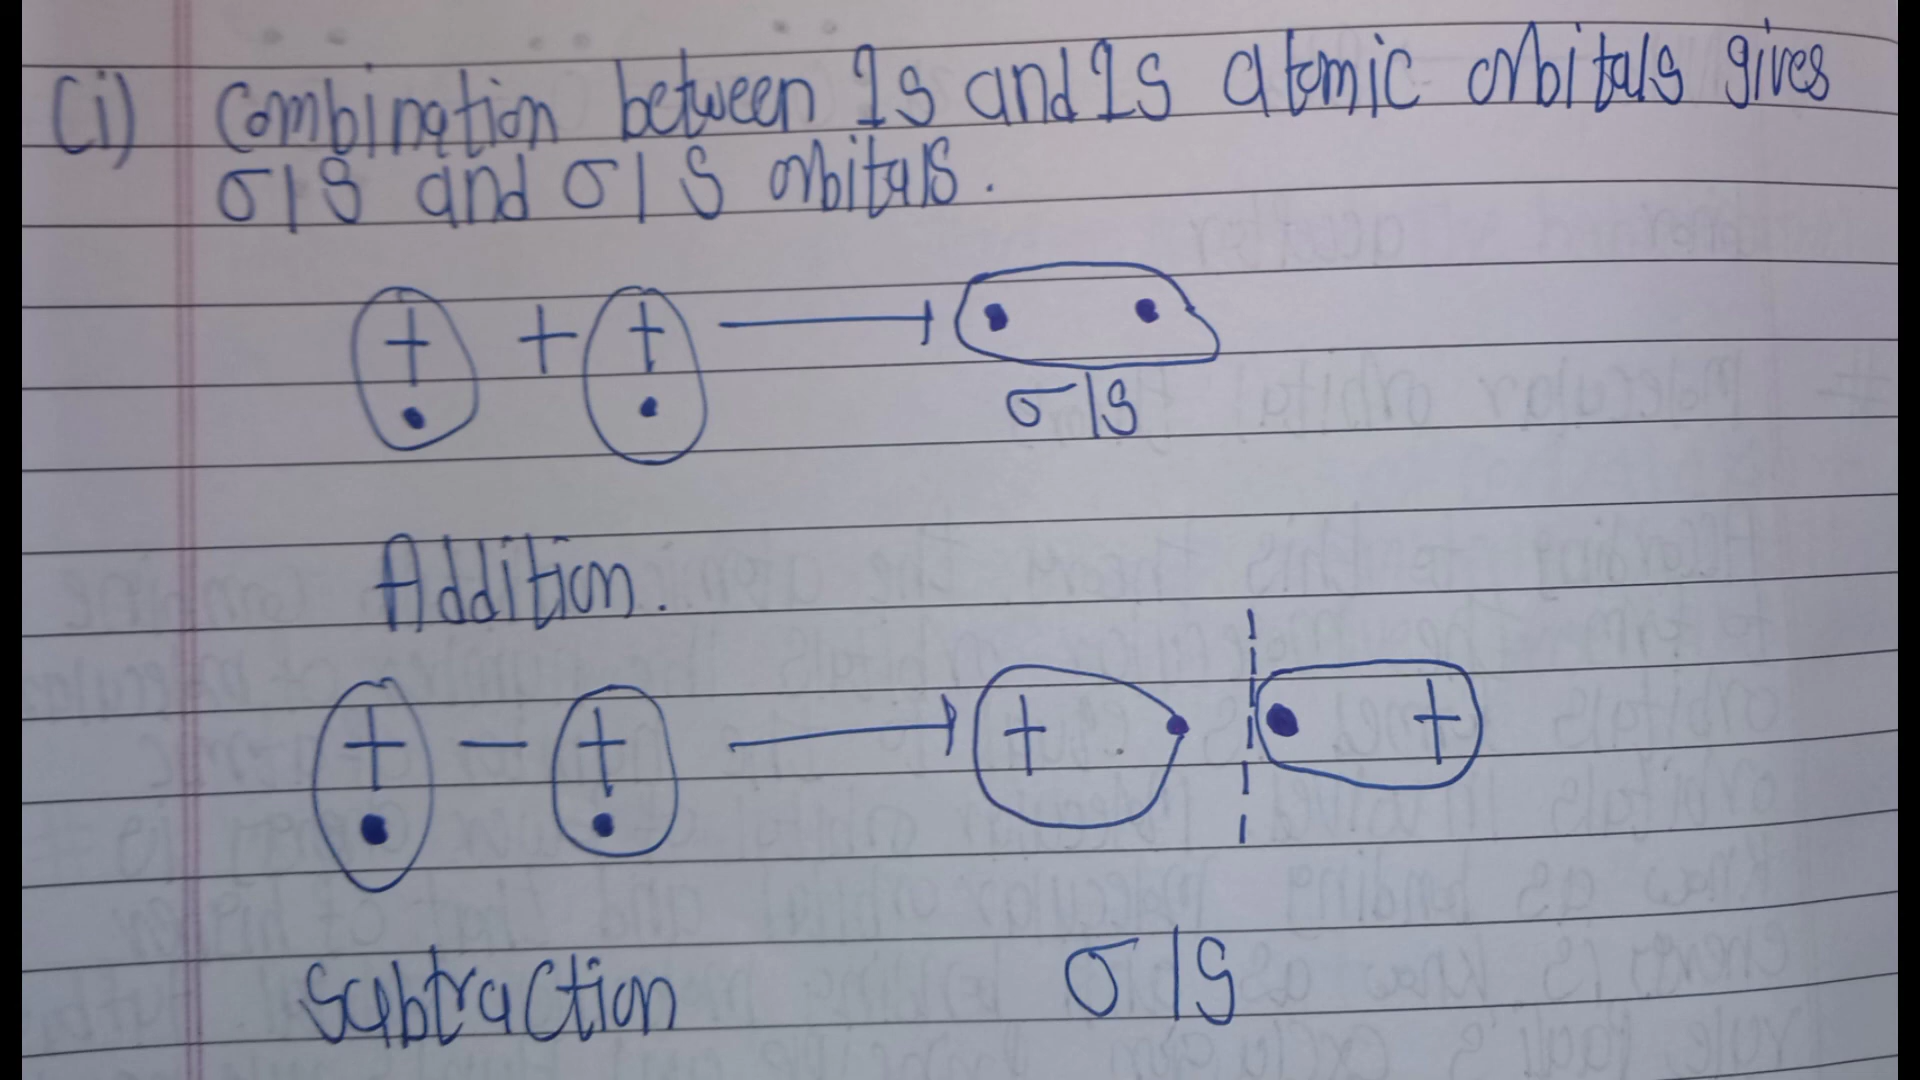 (i) Combination between 1s and 1s atomic orbitals gives
σ1s and σ1s orbitals.
+ + +
σ1s
Addition.
+ - + + +
Subtraction σ1s